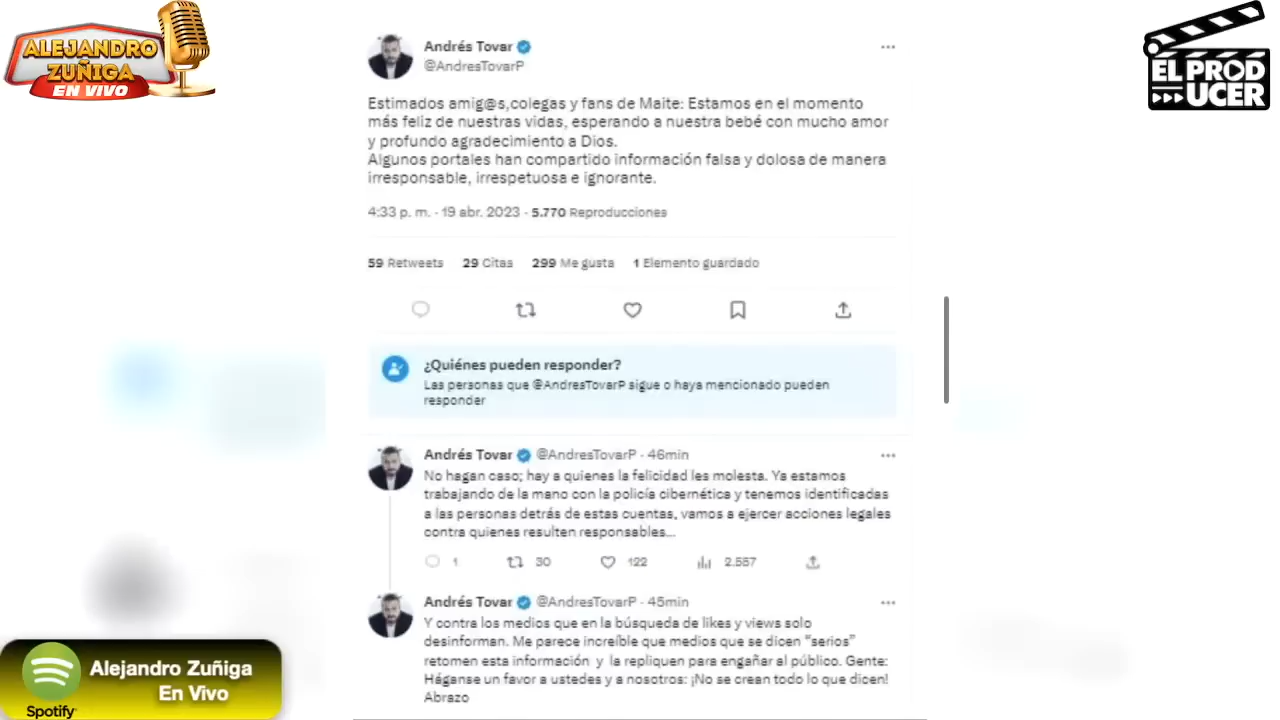 ALEJANDRO
ZUÑIGA
EN VIVO
EL PROD
UCER
Andrés Tovar
@AndresTovarP
Estimados amig@s,colegas y fans de Maite: Estamos en el momento
más feliz de nuestras vidas, esperando a nuestra bebé con mucho amor
y profundo agradecimiento a Dios.
Algunos portales han compartido información falsa y dolosa de manera
irresponsable, irrespetuosa e ignorante.
4:33 p. m. · 19 abr. 2023 · 5.770 Reproducciones
59 Retweets 29 Citas 299 Me gusta 1 Elemento guardado
¿Quiénes pueden responder?
Las personas que @AndresTovarP sigue o haya mencionado pueden
responder
Andrés Tovar @AndresTovarP · 46min
No hagan caso; hay a quienes la felicidad les molesta. Ya estamos
trabajando de la mano con la policía cibernética y tenemos identificadas
a las personas detrás de estas cuentas, vamos a ejercer acciones legales
contra quienes resulten responsables...
1 30 122 2.557
Andrés Tovar @AndresTovarP · 45min
Y contra los medios que en la búsqueda de likes y views solo
desinforman. Me parece increíble que medios que se dicen “serios”
retomen esta información y la repliquen para engañar al público. Gente:
Háganse un favor a ustedes y a nosotros: ¡No se crean todo lo que dicen!
Abrazo
Alejandro Zuñiga
En Vivo
Spotify